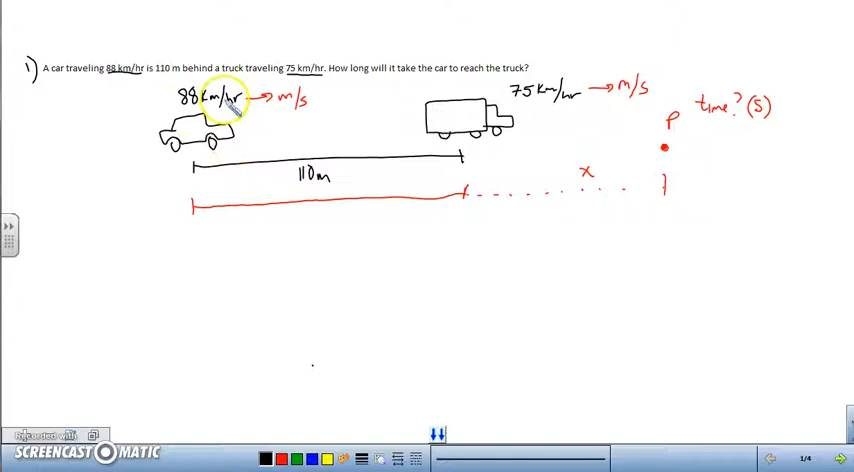 1) A car traveling 88 km/hr is 110 m behind a truck traveling 75 km/hr. How long will it take the car to reach the truck?
88 km/hr → m/s
75 km/hr → m/s
P time? (s)
110m
x
Recorded with
SCREENCAST O MATIC
1/4